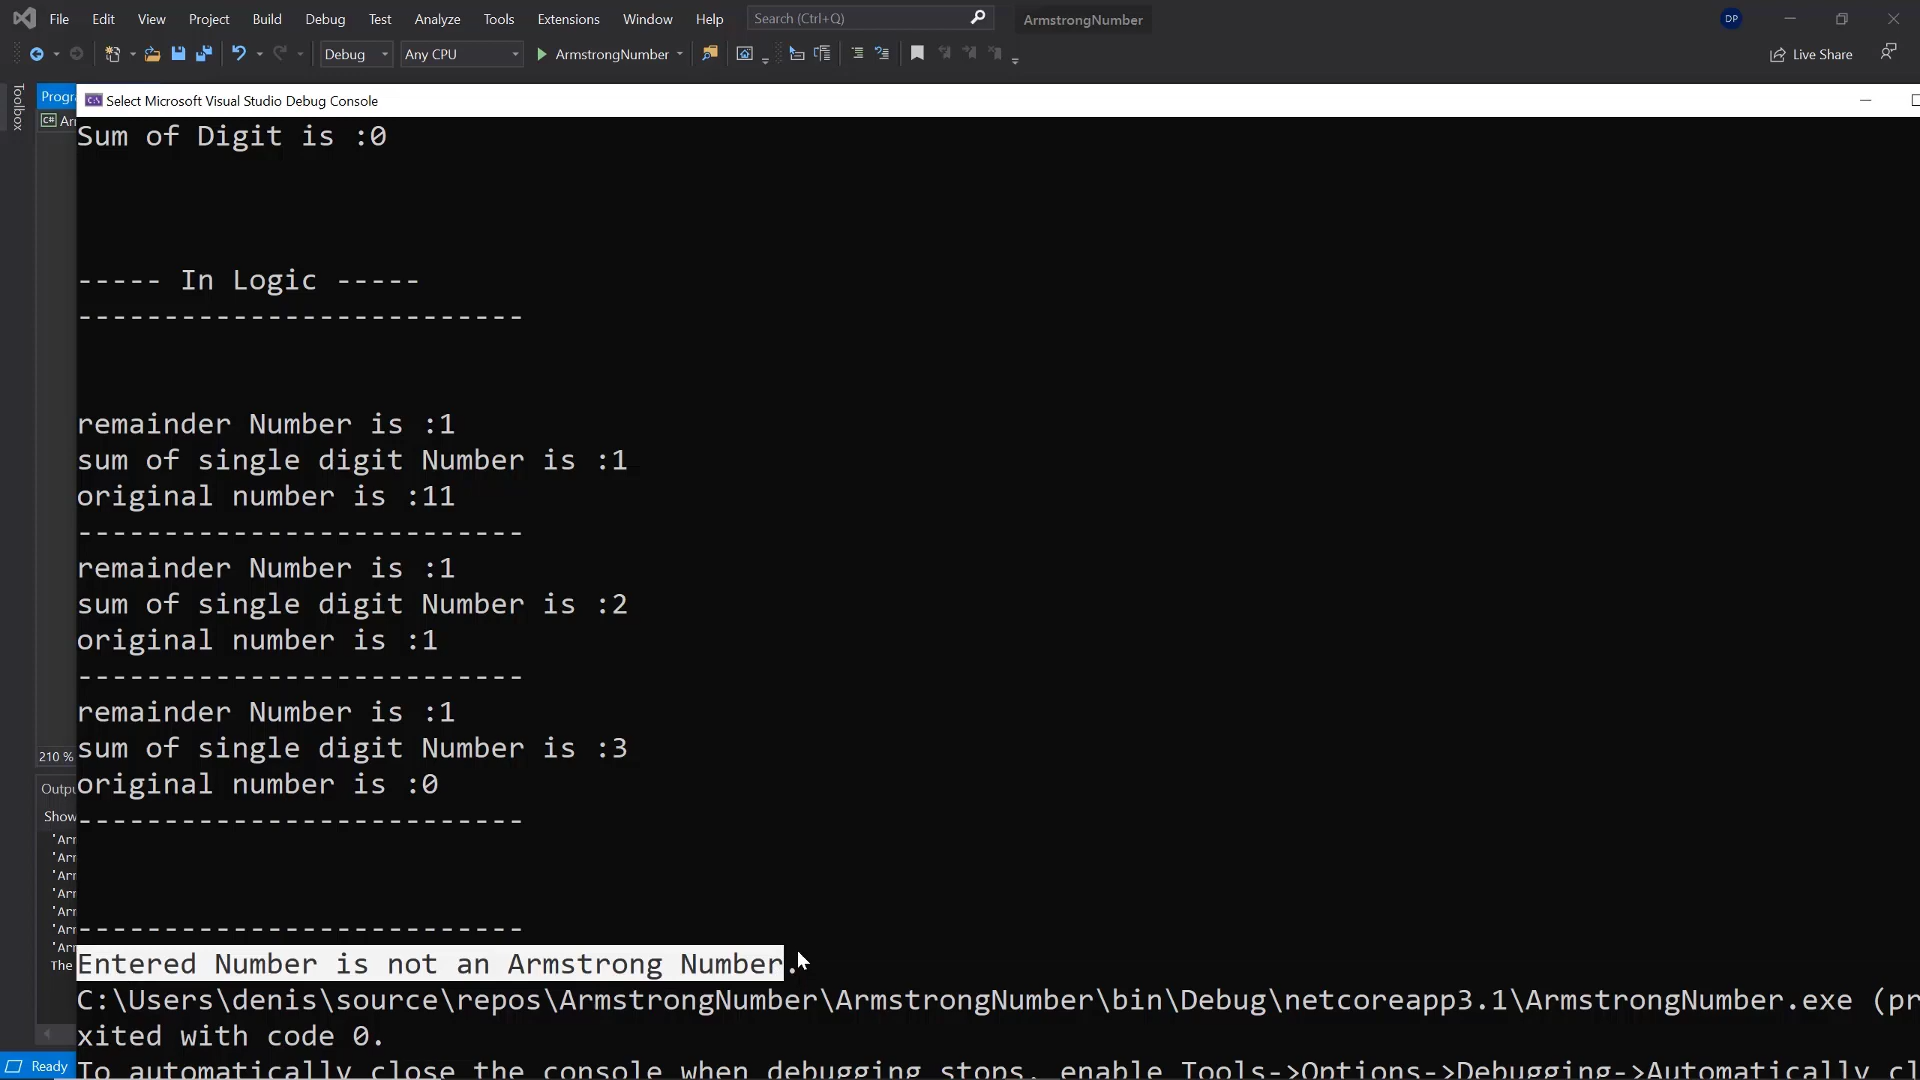 File Edit View Project Build Debug Test Analyze Tools Extensions Window Help Search (Ctrl+Q) ArmstrongNumber DP
Debug Any CPU ArmstrongNumber Live Share
Toolbox
Select Microsoft Visual Studio Debug Console
Sum of Digit is :0
----- In Logic -----
--------------------------
remainder Number is :1
sum of single digit Number is :1
original number is :11
--------------------------
remainder Number is :1
sum of single digit Number is :2
original number is :1
--------------------------
remainder Number is :1
sum of single digit Number is :3
210 %
original number is :0
--------------------------
--------------------------
The
Entered Number is not an Armstrong Number.
C:\Users\denis\source\repos\ArmstrongNumber\ArmstrongNumber\bin\Debug\netcoreapp3.1\ArmstrongNumber.exe (pr
xited with code 0.
Ready
To automatically close the console when debugging stops, enable Tools->Options->Debugging->Automatically cl